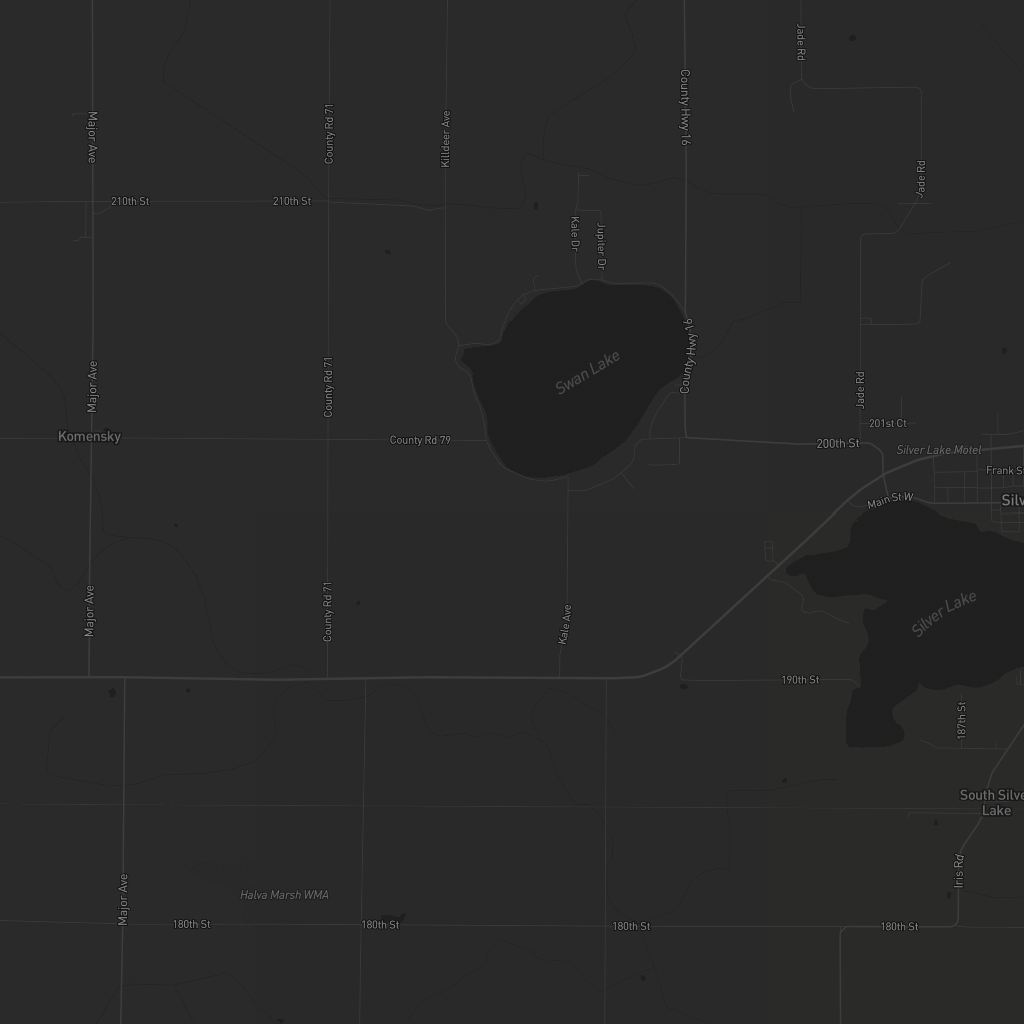 Jade Rd
County Hwy 16
Major Ave
County Rd 71
Killdeer Ave
Jade Rd
210th St
210th St
Kate Dr
Jupiter Dr
County Hwy 16
Swan Lake
Major Ave
County Rd 71
Jade Rd
201st Ct
Komensky
County Rd 79
200th St
Silver Lake Motel
Frank St
Main St W
Silv
Major Ave
County Rd 71
Kale Ave
Silver Lake
190th St
187th St
South Silve
Lake
Iris Rd
Major Ave
Halva Marsh WMA
180th St
180th St
180th St
180th St